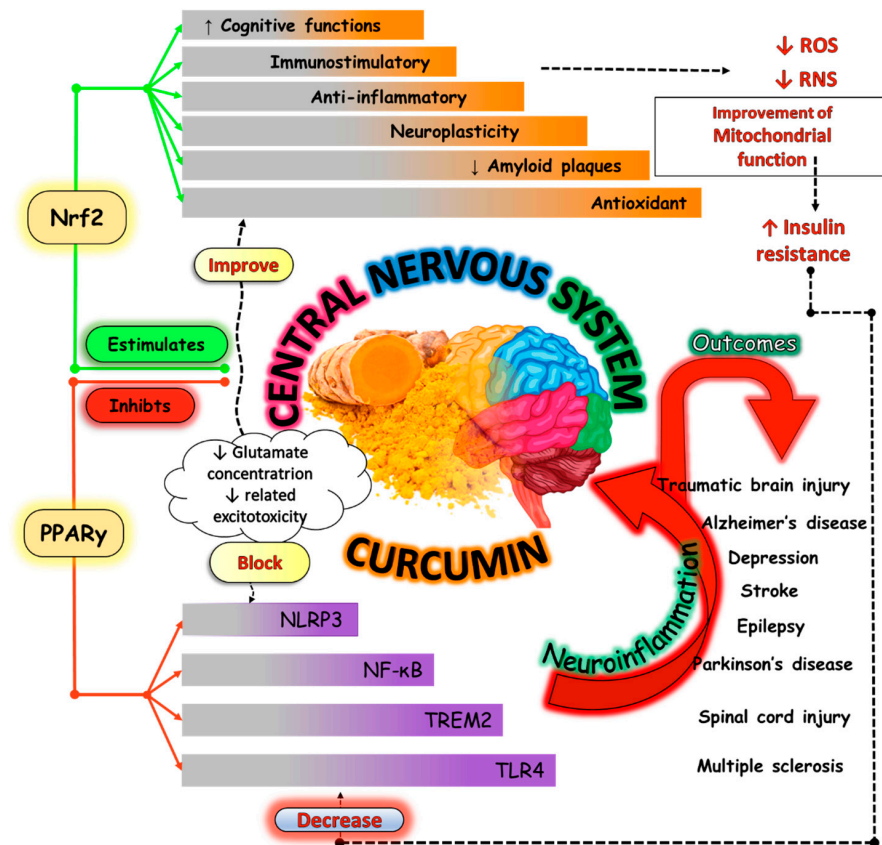 ↑ Cognitive functions
Immunostimulatory
Anti-inflammatory
Neuroplasticity
↓ Amyloid plaques
Antioxidant
↓ ROS
↓ RNS
Improvement of
Mitochondrial
function
↑ Insulin
resistance
Nrf2
Improve
Estimulates
Inhibts
CENTRAL NERVOUS SYSTEM
CURCUMIN
↓ Glutamate
concentratrion
↓ related
excitotoxicity
PPARγ
Block
NLRP3
NF-κB
TREM2
TLR4
Decrease
Neuroinflammation
Outcomes
Traumatic brain injury
Alzheimer's disease
Depression
Stroke
Epilepsy
Parkinson's disease
Spinal cord injury
Multiple sclerosis